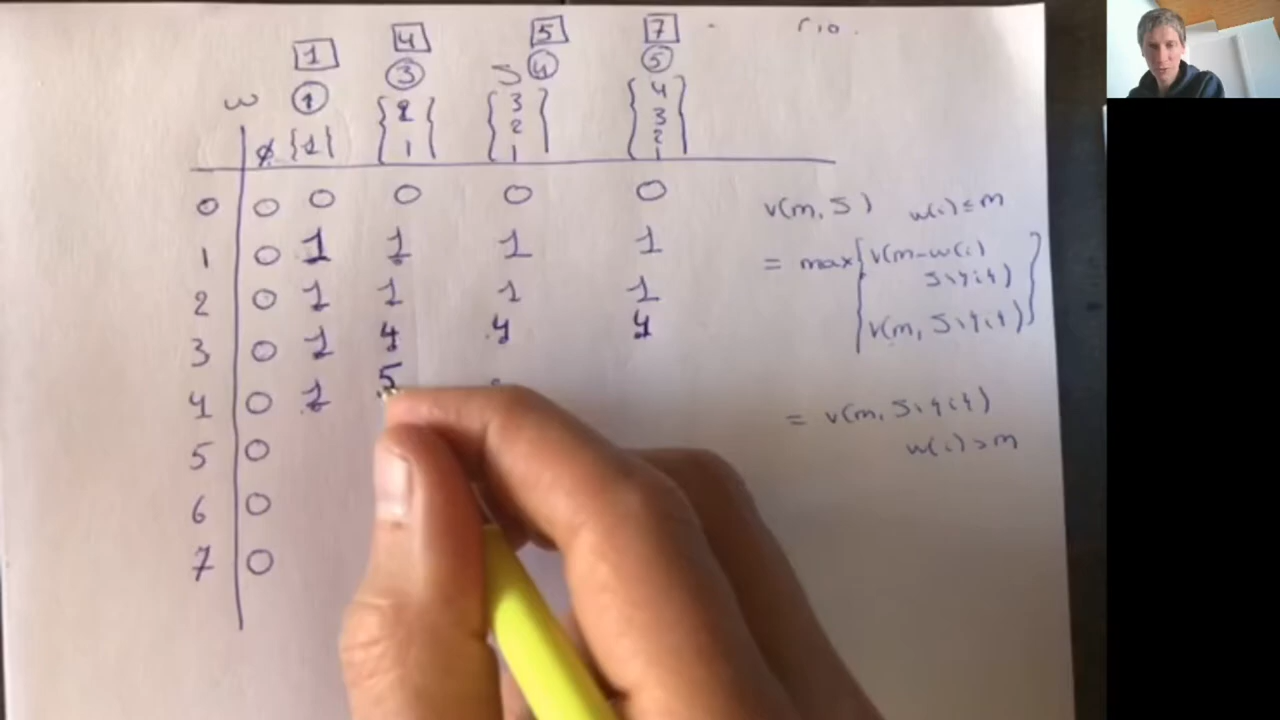 1 4 5 7
w 1 3 S 4 5
∅ {1} {2 1} {3 2 1} {4 3 2 1}
0 0 0 0 0 0
1 0 1 1 1 1
2 0 1 1 1 1
3 0 1 4 4 4
4 0 1 5
5 0
6 0
7 0
v(m, S) w(i) ≤ m
= max { v(m-w(i)
S\{i})
v(m, S\{i}) }
= v(m, S\{i})
w(i) > m